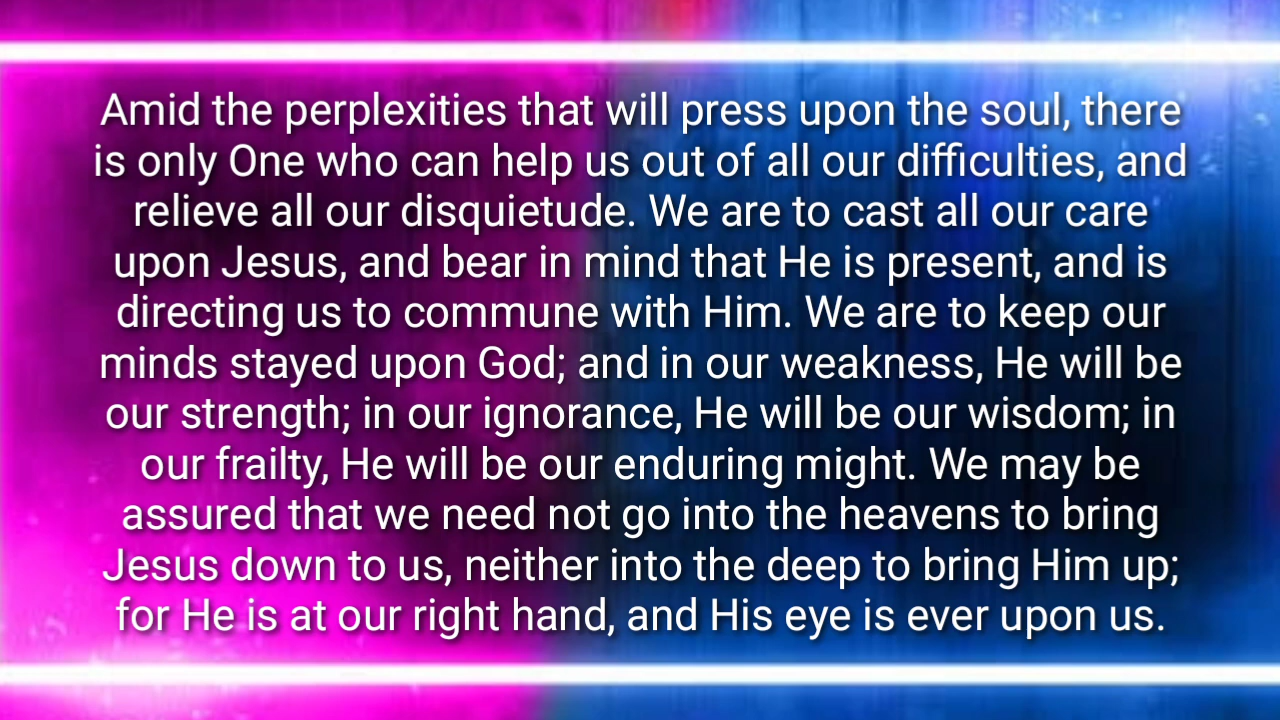 Amid the perplexities that will press upon the soul, there
is only One who can help us out of all our difficulties, and
relieve all our disquietude. We are to cast all our care
upon Jesus, and bear in mind that He is present, and is
directing us to commune with Him. We are to keep our
minds stayed upon God; and in our weakness, He will be
our strength; in our ignorance, He will be our wisdom; in
our frailty, He will be our enduring might. We may be
assured that we need not go into the heavens to bring
Jesus down to us, neither into the deep to bring Him up;
for He is at our right hand, and His eye is ever upon us.